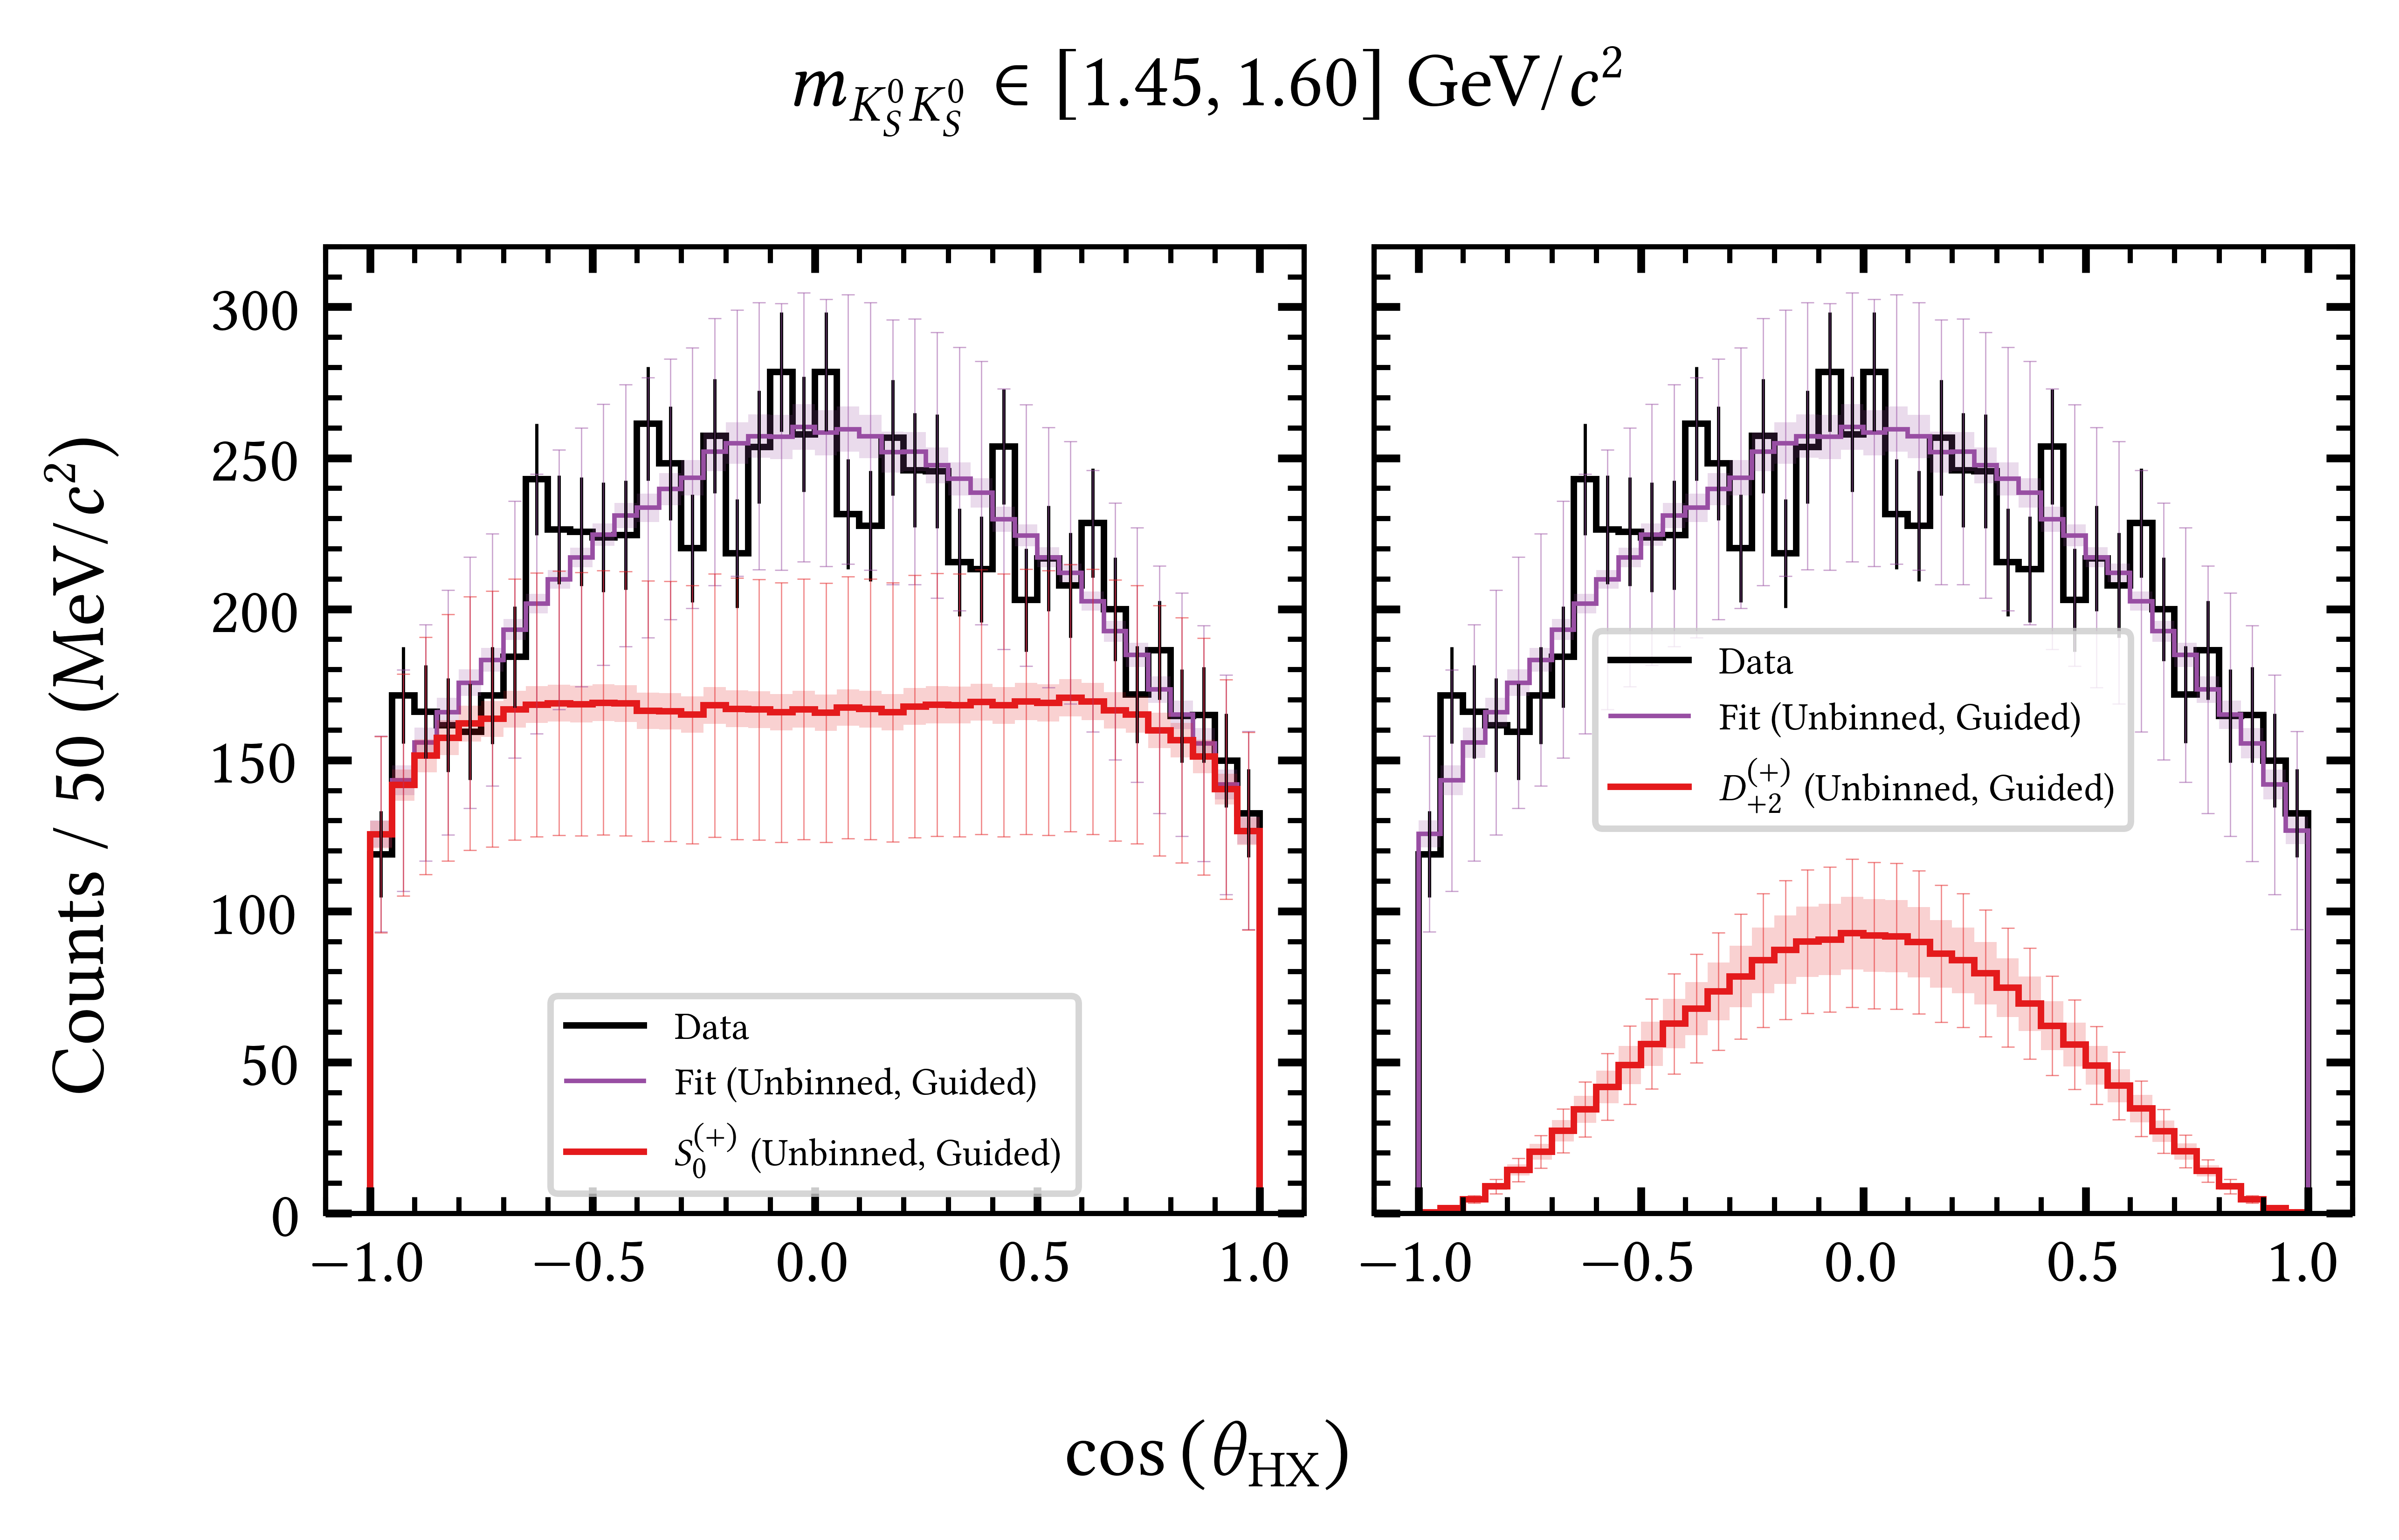 m_{K_S^0 K_S^0} ∈ [1.45, 1.60] GeV/c²
Counts / 50 (MeV/c²)
300
250
200
150
100
50
0
Data
Fit (Unbinned, Guided)
S_0^{(+)} (Unbinned, Guided)
−1.0 −0.5 0.0 0.5 1.0
Data
Fit (Unbinned, Guided)
D_{+2}^{(+)} (Unbinned, Guided)
−1.0 −0.5 0.0 0.5 1.0
cos (θ_{HX})